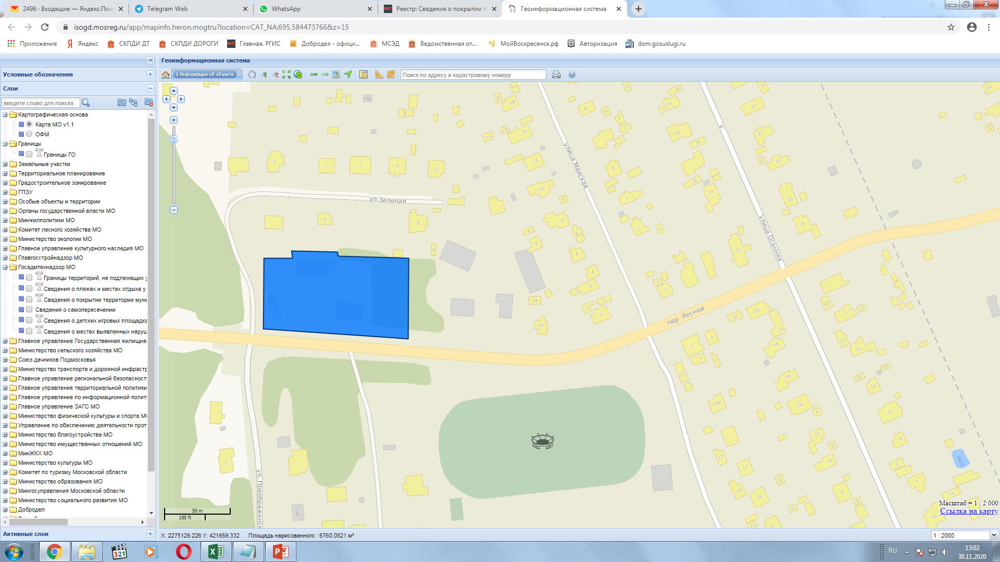 2496 · Входящие — Яндекс.Поч
Telegram Web
WhatsApp
Реестр: Сведения о покрытии т
Геоинформационная система
isogd.mosreg.ru/app/mapinfo.heron.mogtru?location=CAT_NA:695,584473766&z=15
Приложения
Яндекс
СКПДИ ДТ
СКПДИ ДОРОГИ
Главная. РГИС
Добродел - офици...
МСЭД
Ведомственная от...
МойВоскресенск.рф
Авторизация
dom.gosuslugi.ru
Геоинформационная система
Условные обозначения
Информация об объекте
Поиск по адресу и кадастровому номеру
Слои
введите слово для поиска
Картографическая основа
Карта МО v1.1
ОФМ
Границы
Границы ГО
Земельные участки
Территориальное планирование
Градостроительное зонирование
ГПЗУ
Особые объекты и территории
Органы государственной власти МО
Минжилполитики МО
Комитет лесного хозяйства МО
Министерство экологии МО
Главное управление культурного наследия МО
Главгосстройнадзор МО
Госадмтехнадзор МО
Границы территорий, не подлежащих у
Сведения о пляжах и местах отдыха у
Сведения о покрытии территории муни
Сведения о самопересечении
Сведения о детских игровых площадка
Сведения о местах выявленных наруш
Главное управление Государственная жилищная
Министерство сельского хозяйства МО
Союз дачников Подмосковья
Министерство транспорта и дорожной инфрастр
Главное управление региональной безопасност
Главное управление территориальной политики
Главное управление по информационной полит
Главное управление ЗАГС МО
Министерство физической культуры и спорта МО
Управление по обеспечению деятельности прот
Министерство благоустройства МО
Министерство имущественных отношений МО
МинЖКХ МО
Министерство культуры МО
Комитет по туризму Московской области
Министерство образования МО
Мингосуправления Московской области
Министерство социального развития МО
Добродел
Активные слои
ул.Зеленая
улица Майская
улица Осенняя
пер. Лесной
ул. Преображенск
пруд
стр
стр
50 m
100 ft
Масштаб = 1 : 2 000
Ссылка на карту
X: 2275126.226 Y: 421659.332
Площадь нарисованного : 6760.0821 м²
1 : 2000
RU
13:02
30.11.2020